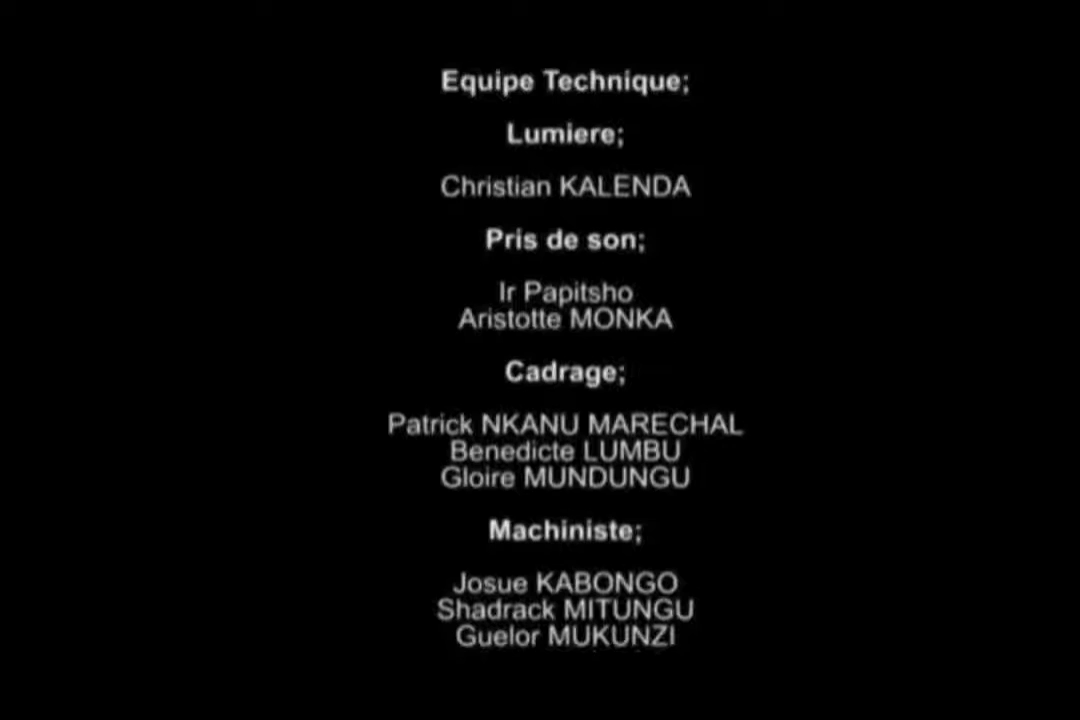 Equipe Technique;
Lumiere;
Christian KALENDA
Pris de son;
Ir Papitsho
Aristotte MONKA
Cadrage;
Patrick NKANU MARECHAL
Benedicte LUMBU
Gloire MUNDUNGU
Machiniste;
Josue KABONGO
Shadrack MITUNGU
Guelor MUKUNZI